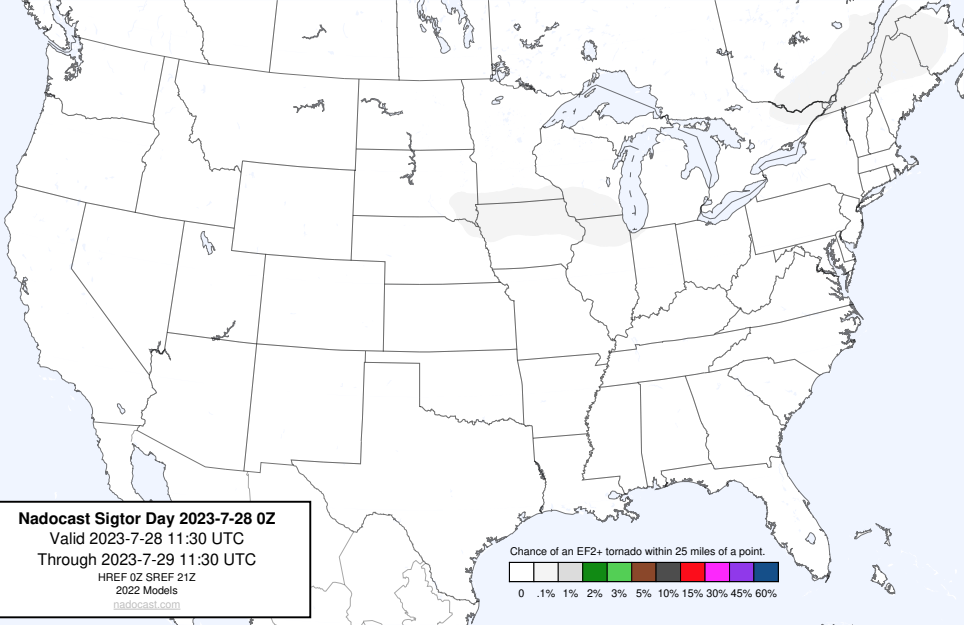 Nadocast Sigtor Day 2023-7-28 0Z
Valid 2023-7-28 11:30 UTC
Through 2023-7-29 11:30 UTC
HREF 0Z SREF 21Z
2022 Models
nadocast.com
Chance of an EF2+ tornado within 25 miles of a point.
0 .1% 1% 2% 3% 5% 10% 15% 30% 45% 60%